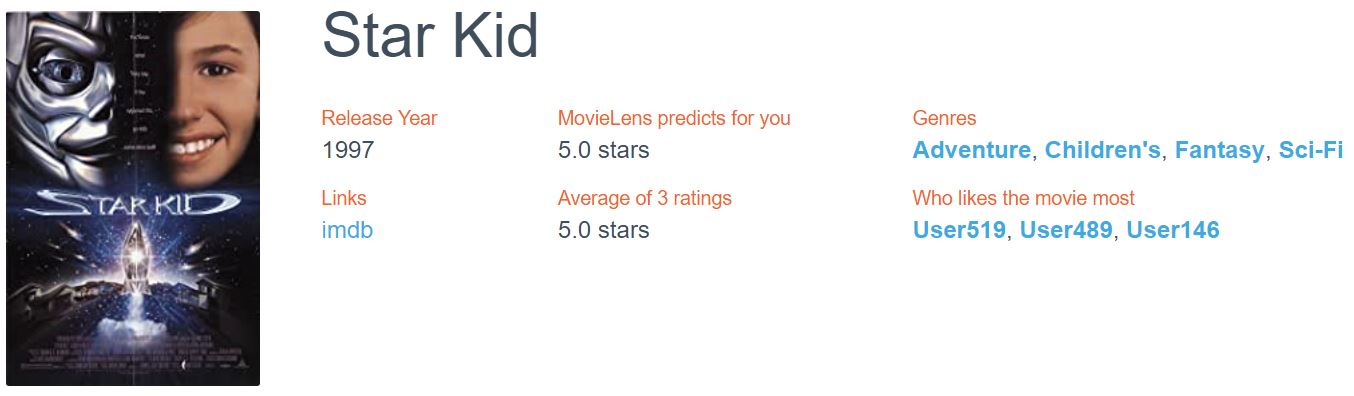 Star Kid
Release Year
1997
MovieLens predicts for you
5.0 stars
Genres
Adventure, Children's, Fantasy, Sci-Fi
Links
imdb
Average of 3 ratings
5.0 stars
Who likes the movie most
User519, User489, User146
STAR KID